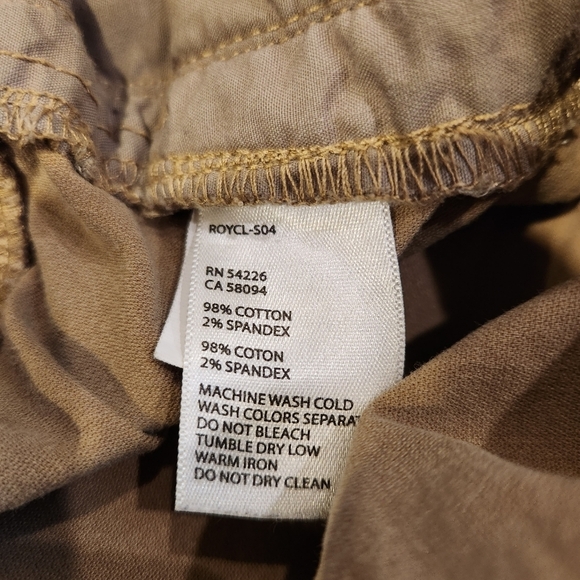 ROYCL-S04
RN 54226
CA 58094
98% COTTON
2% SPANDEX
98% COTON
2% SPANDEX
MACHINE WASH COLD
WASH COLORS SEPARAT
DO NOT BLEACH
TUMBLE DRY LOW
WARM IRON
DO NOT DRY CLEAN